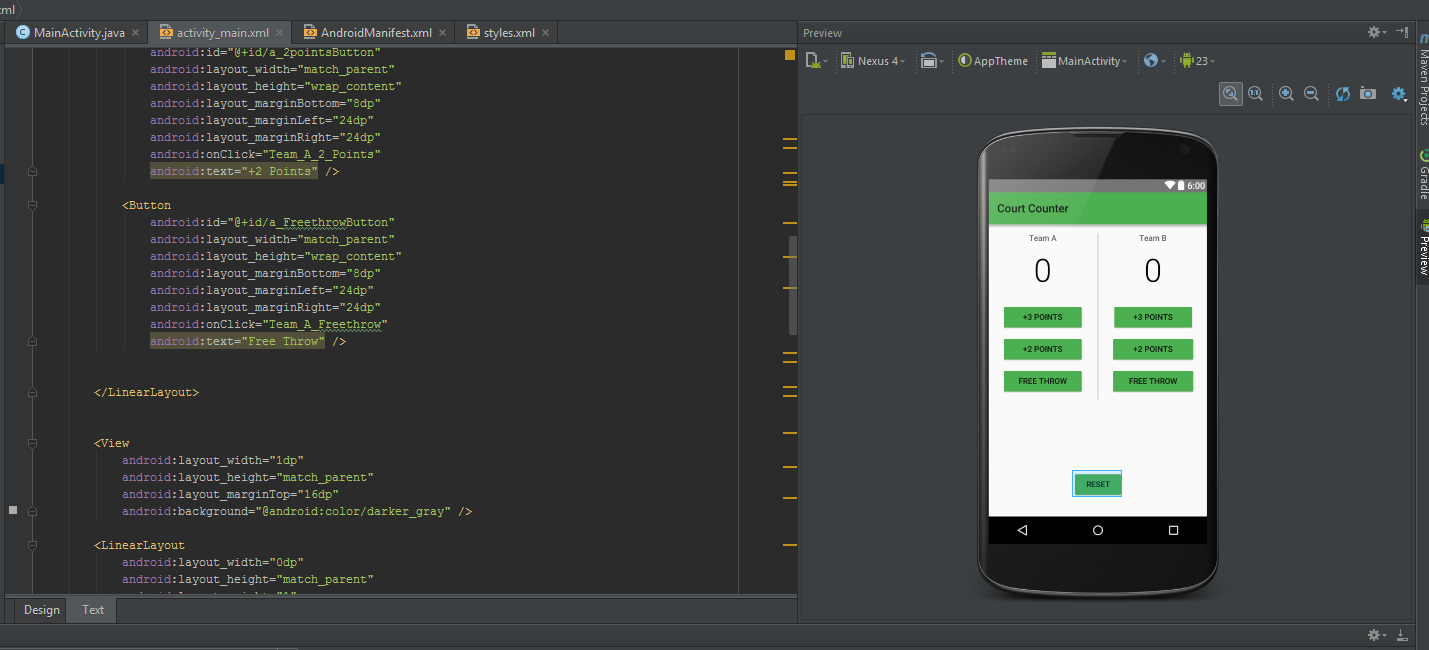 ml
MainActivity.java
activity_main.xml
AndroidManifest.xml
styles.xml
android:id="@+id/a_2pointsButton"
android:layout_width="match_parent"
android:layout_height="wrap_content"
android:layout_marginBottom="8dp"
android:layout_marginLeft="24dp"
android:layout_marginRight="24dp"
android:onClick="Team_A_2_Points"
android:text="+2 Points" />
<Button
android:id="@+id/a_FreethrowButton"
android:layout_width="match_parent"
android:layout_height="wrap_content"
android:layout_marginBottom="8dp"
android:layout_marginLeft="24dp"
android:layout_marginRight="24dp"
android:onClick="Team_A_Freethrow"
android:text="Free Throw" />
</LinearLayout>
<View
android:layout_width="1dp"
android:layout_height="match_parent"
android:layout_marginTop="16dp"
android:background="@android:color/darker_gray" />
<LinearLayout
android:layout_width="0dp"
android:layout_height="match_parent"
Design
Text
Preview
Nexus 4
AppTheme
MainActivity
23
1:1
6:00
Court Counter
Team A
Team B
0
0
+3 POINTS
+3 POINTS
+2 POINTS
+2 POINTS
FREE THROW
FREE THROW
RESET
Maven Projects
Gradle
Preview